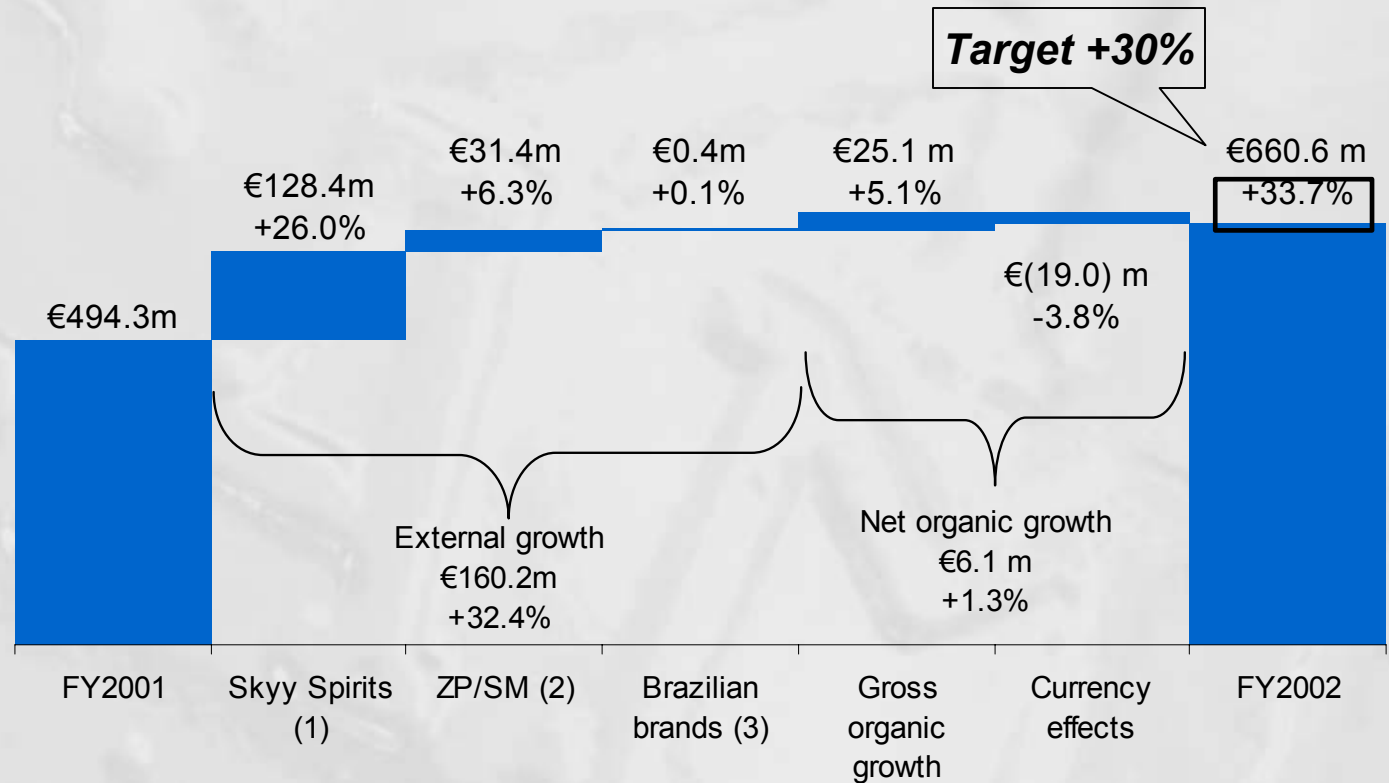 Target +30%
€494.3m
€128.4m
+26.0%
€31.4m
+6.3%
€0.4m
+0.1%
€25.1 m
+5.1%
€(19.0) m
-3.8%
€660.6 m
+33.7%
External growth
€160.2m
+32.4%
Net organic growth
€6.1 m
+1.3%
FY2001
Skyy Spirits
(1)
ZP/SM (2)
Brazilian
brands (3)
Gross
organic
growth
Currency
effects
FY2002